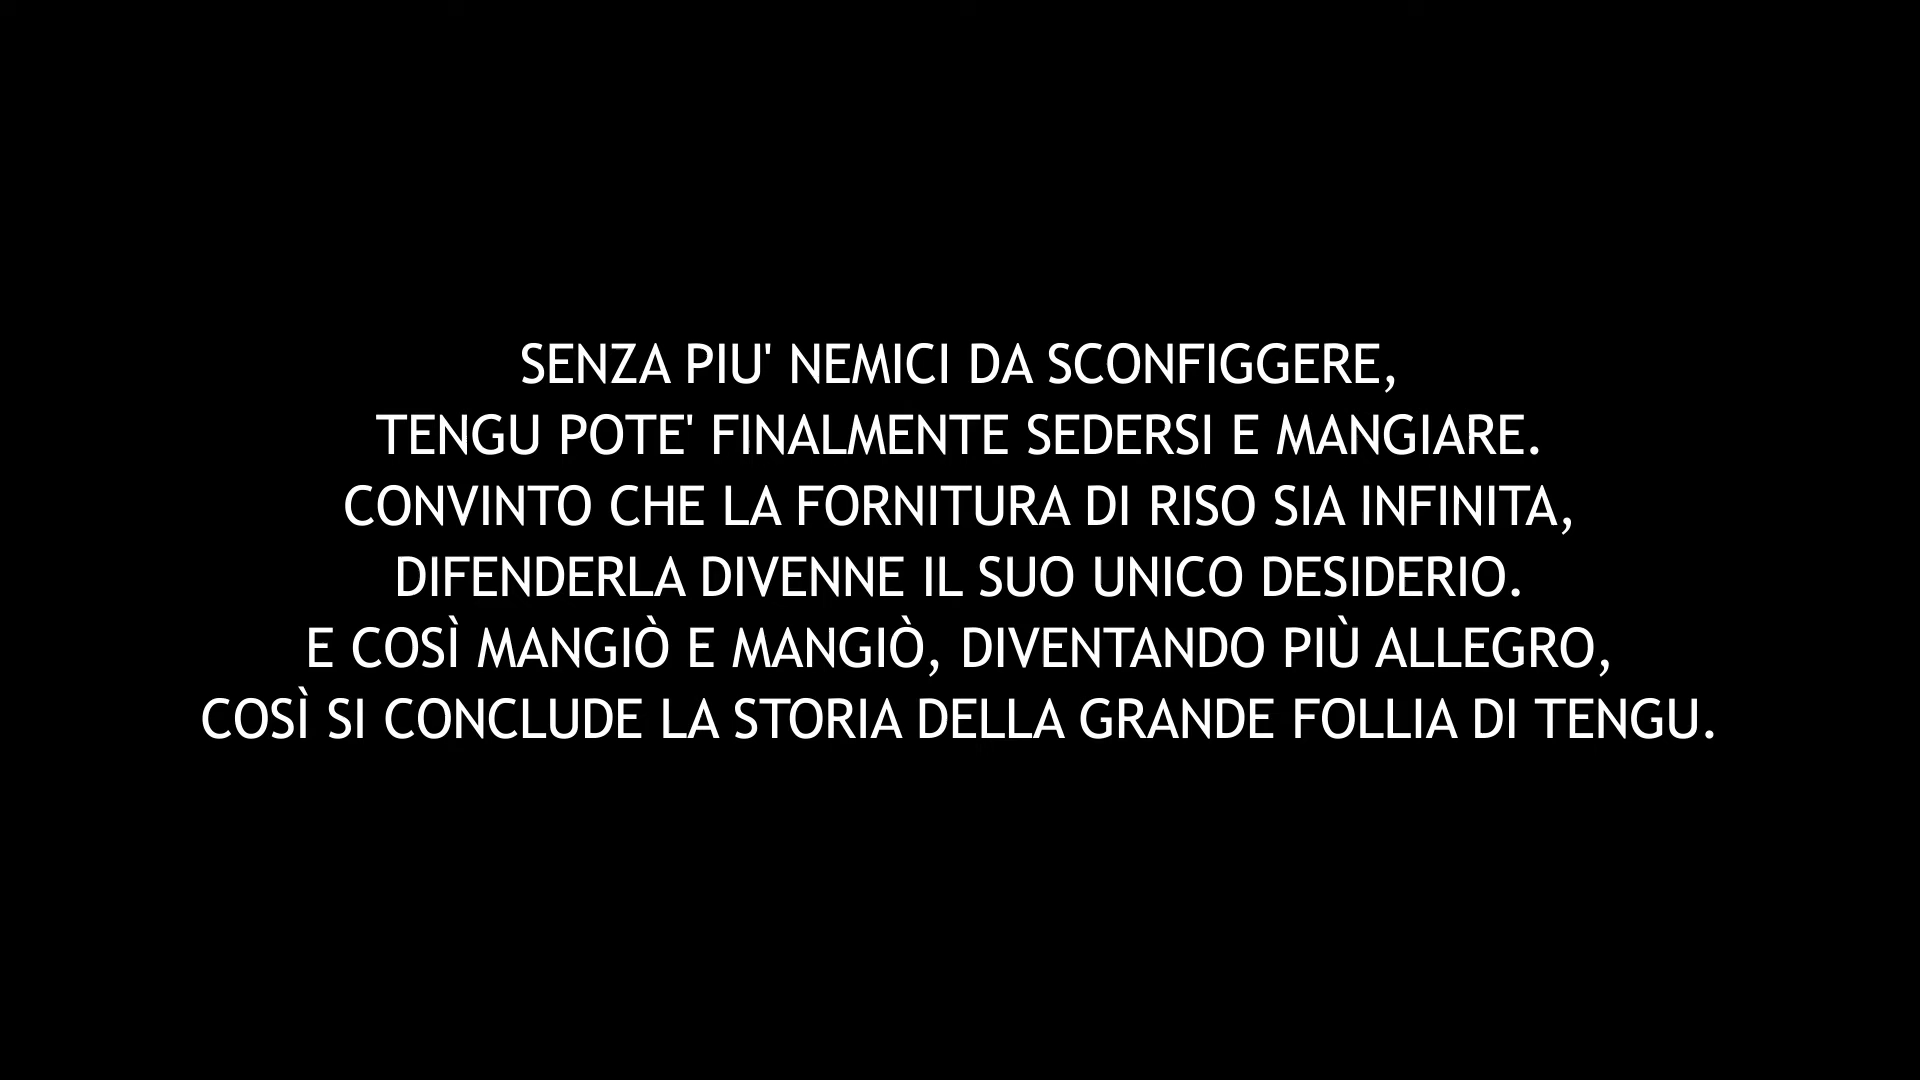 SENZA PIU' NEMICI DA SCONFIGGERE,
TENGU POTE' FINALMENTE SEDERSI E MANGIARE.
CONVINTO CHE LA FORNITURA DI RISO SIA INFINITA,
DIFENDERLA DIVENNE IL SUO UNICO DESIDERIO.
E COSÌ MANGIÒ E MANGIÒ, DIVENTANDO PIÙ ALLEGRO,
COSÌ SI CONCLUDE LA STORIA DELLA GRANDE FOLLIA DI TENGU.